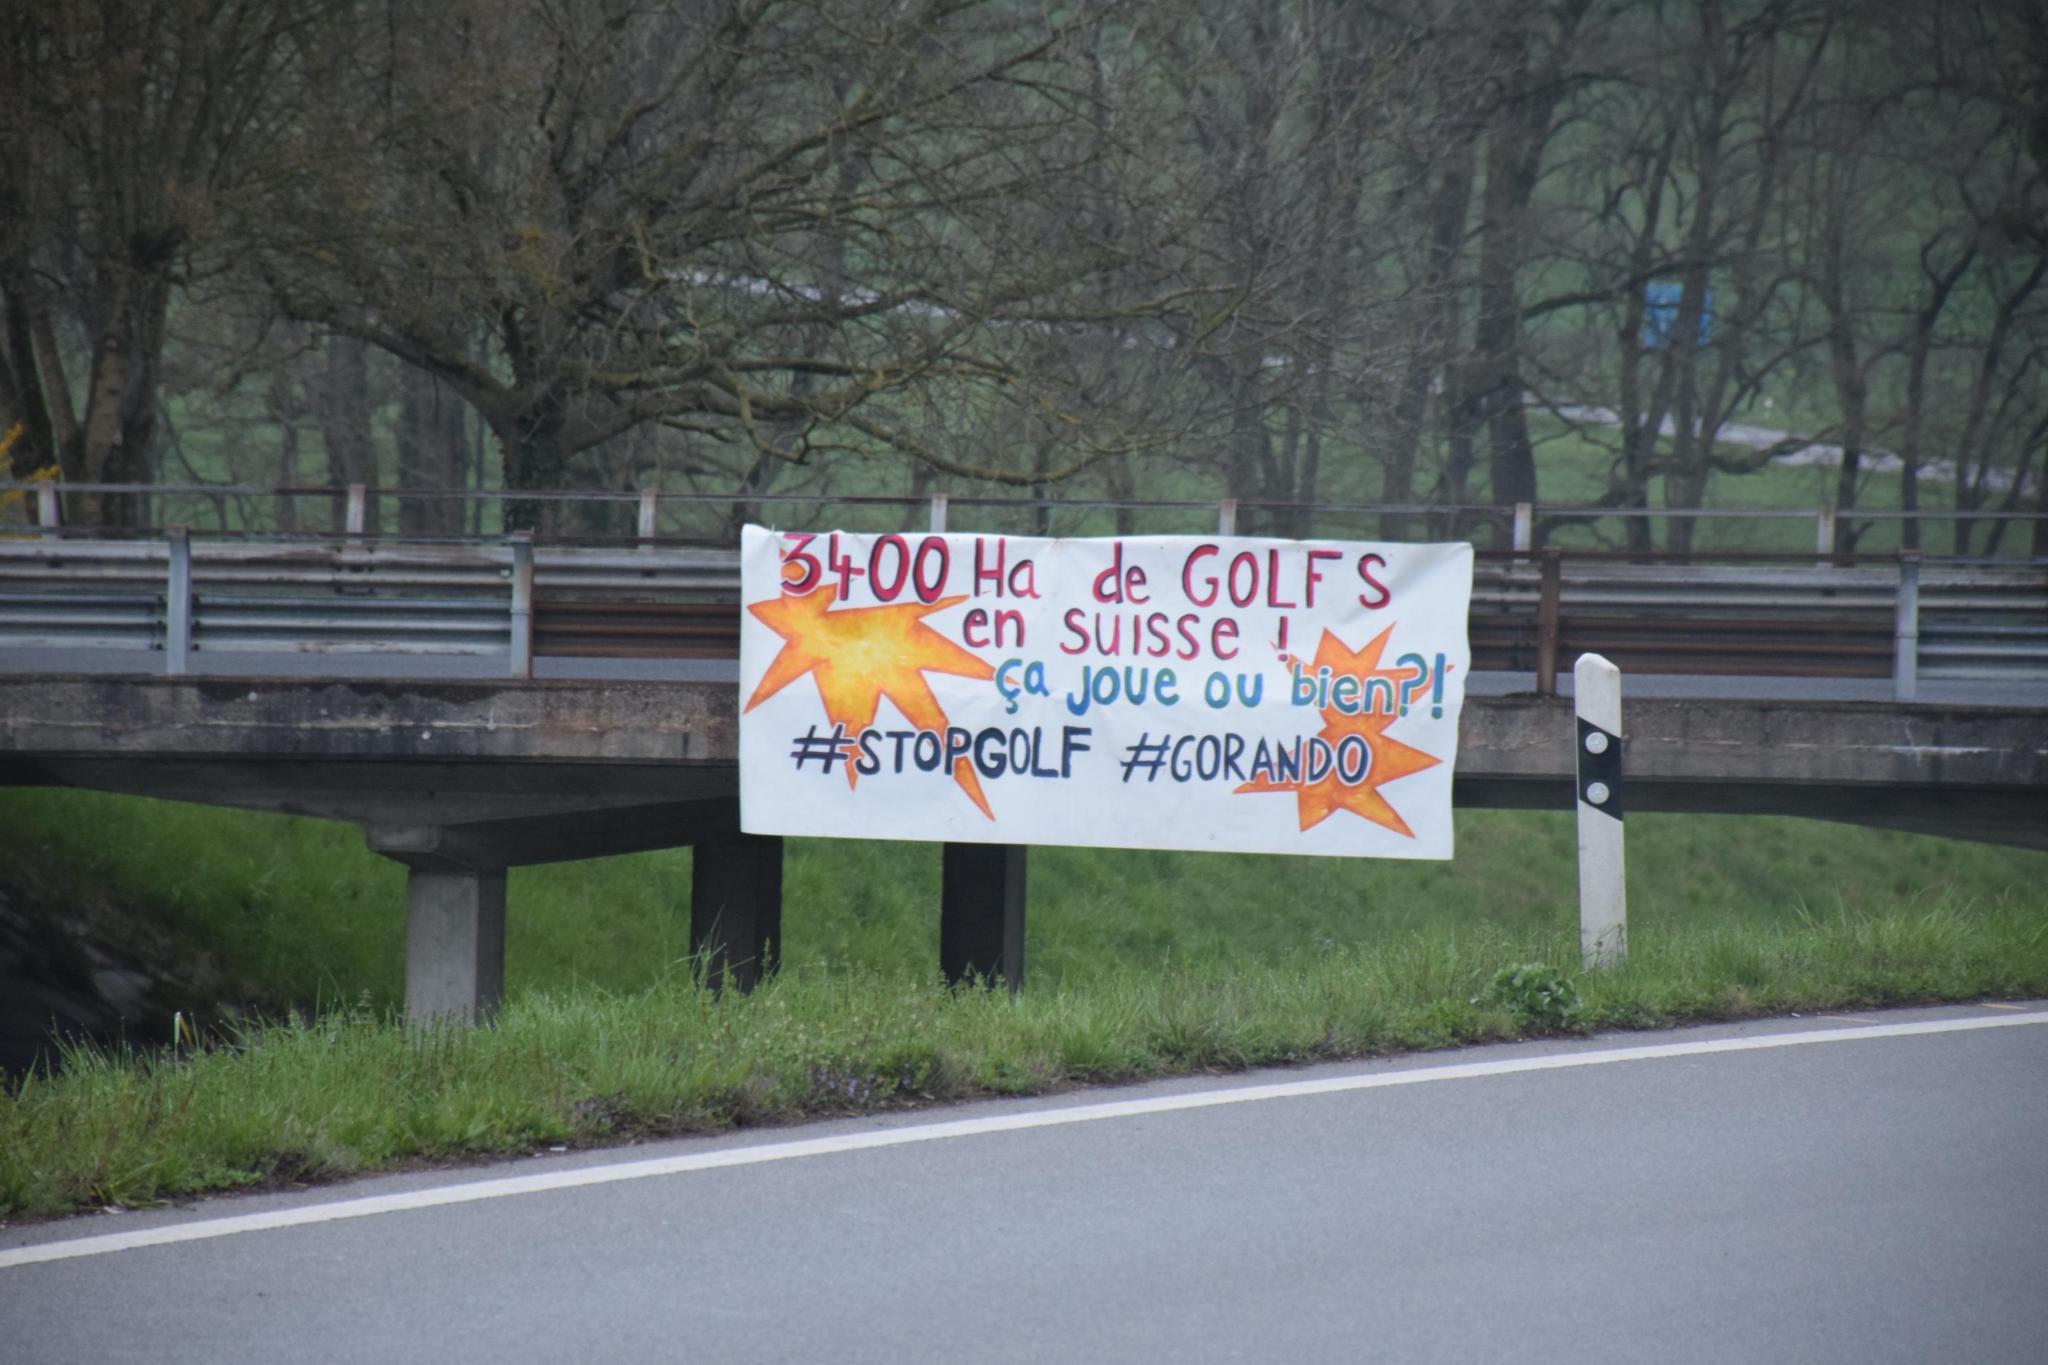 3400 Ha de GOLFS
en SUISSE !
ça joue ou bien?!
#STOPGOLF #GORANDO